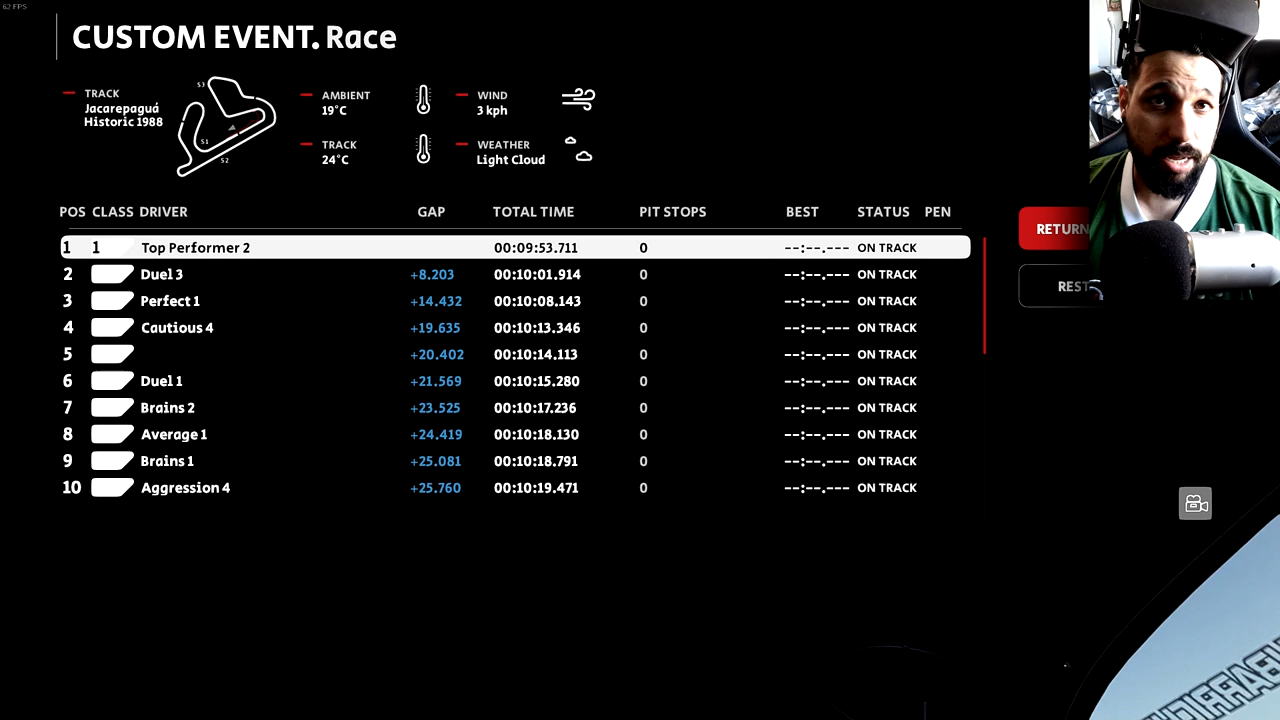 62 FPS
CUSTOM EVENT. Race
TRACK
Jacarepaguá
Historic 1988
S3
S1
S2
AMBIENT
19°C
TRACK
24°C
WIND
3 kph
WEATHER
Light Cloud
POS CLASS DRIVER GAP TOTAL TIME PIT STOPS BEST STATUS PEN
1 1 Top Performer 2 00:09:53.711 0 --:--.--- ON TRACK
2 Duel 3 +8.203 00:10:01.914 0 --:--.--- ON TRACK
3 Perfect 1 +14.432 00:10:08.143 0 --:--.--- ON TRACK
4 Cautious 4 +19.635 00:10:13.346 0 --:--.--- ON TRACK
5 +20.402 00:10:14.113 0 --:--.--- ON TRACK
6 Duel 1 +21.569 00:10:15.280 0 --:--.--- ON TRACK
7 Brains 2 +23.525 00:10:17.236 0 --:--.--- ON TRACK
8 Average 1 +24.419 00:10:18.130 0 --:--.--- ON TRACK
9 Brains 1 +25.081 00:10:18.791 0 --:--.--- ON TRACK
10 Aggression 4 +25.760 00:10:19.471 0 --:--.--- ON TRACK
RETURN
REST